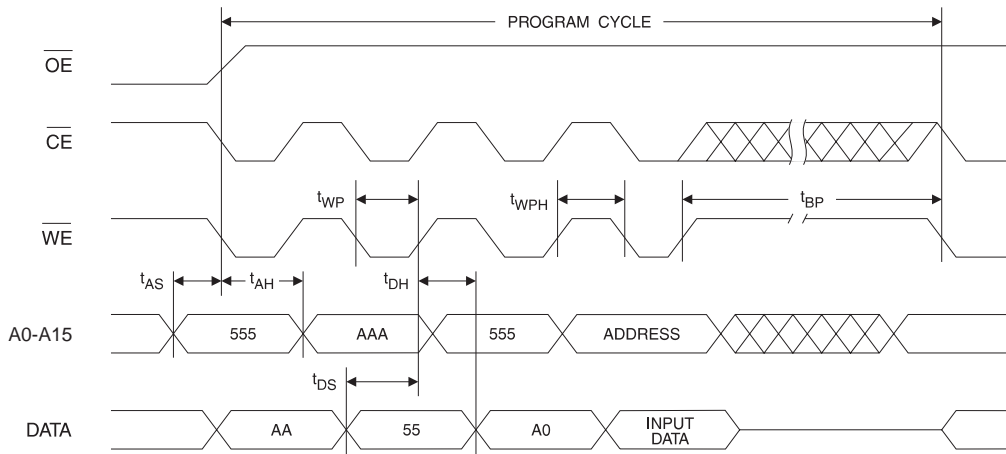 PROGRAM CYCLE
OE
CE
tWP
tWPH
tBP
WE
tAS
tAH
tDH
A0-A15
555
AAA
555
ADDRESS
tDS
DATA
AA
55
A0
INPUT
DATA